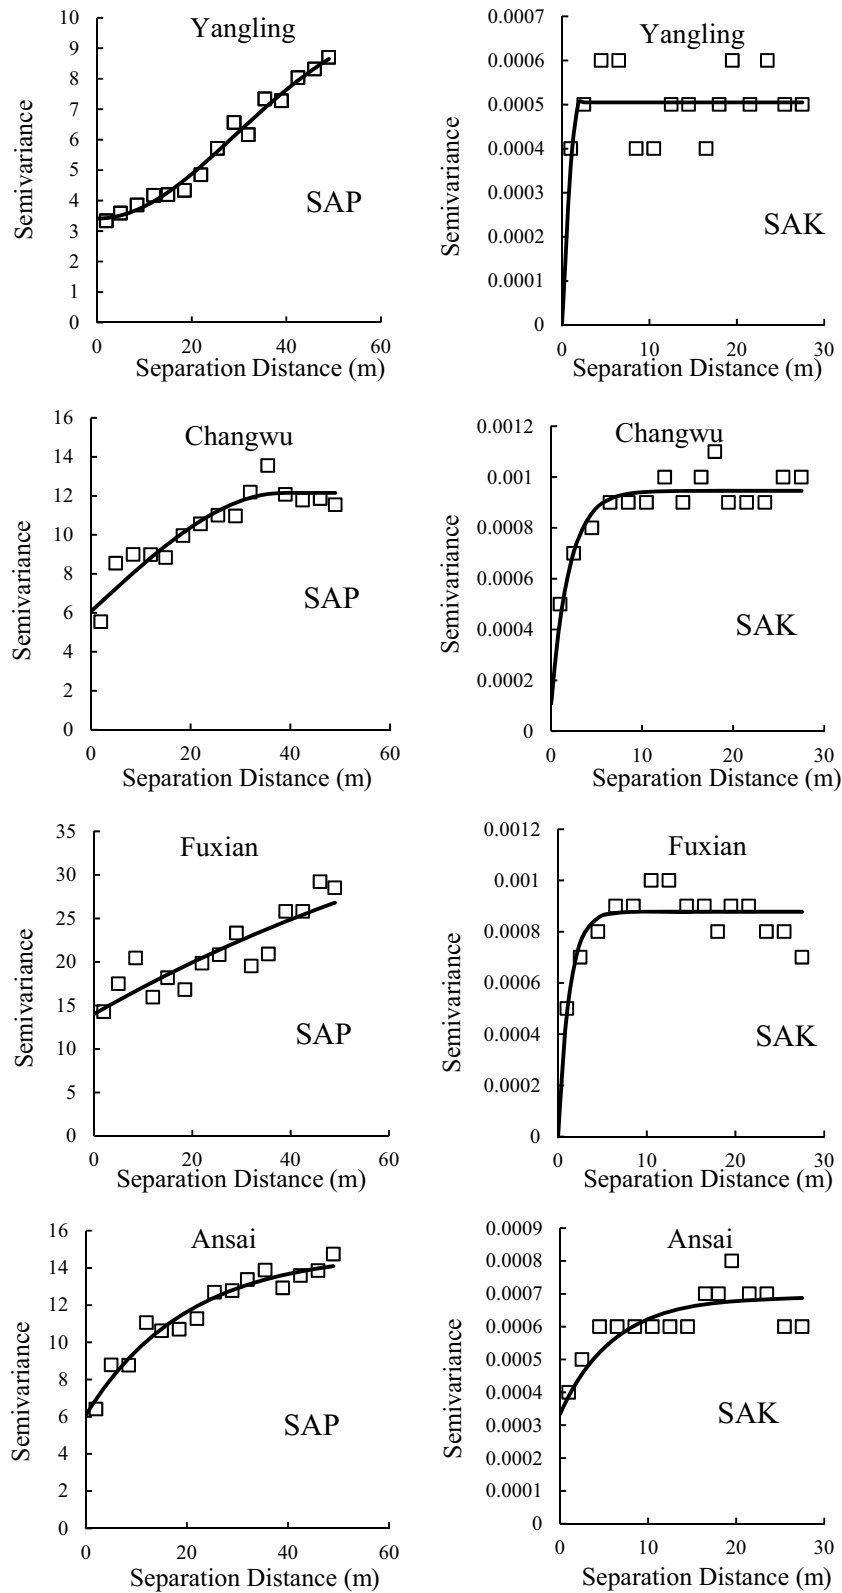 Yangling
10
9
8
7
6
5
4
3
2
1
0
Semivariance
SAP
0 20 40 60
Separation Distance (m)
Yangling
0.0007
0.0006
0.0005
0.0004
0.0003
0.0002
0.0001
0
Semivariance
SAK
0 10 20 30
Separation Distance (m)
Changwu
16
14
12
10
8
6
4
2
0
Semivariance
SAP
0 20 40 60
Separation Distance (m)
Changwu
0.0012
0.001
0.0008
0.0006
0.0004
0.0002
0
Semivariance
SAK
0 10 20 30
Separation Distance (m)
Fuxian
35
30
25
20
15
10
5
0
Semivariance
SAP
0 20 40 60
Separation Distance (m)
Fuxian
0.0012
0.001
0.0008
0.0006
0.0004
0.0002
0
Semivariance
SAK
0 10 20 30
Separation Distance (m)
Ansai
16
14
12
10
8
6
4
2
0
Semivariance
SAP
0 20 40 60
Separation Distance (m)
Ansai
0.0009
0.0008
0.0007
0.0006
0.0005
0.0004
0.0003
0.0002
0.0001
0
Semivariance
SAK
0 10 20 30
Separation Distance (m)